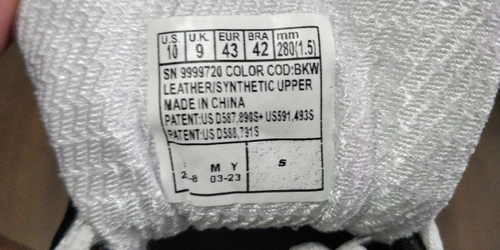 U.S. U.K. EUR BRA mm
10 9 43 42 280(1.5)
SN 9999720 COLOR COD:BKW
LEATHER/SYNTHETIC UPPER
MADE IN CHINA
PATENT:US D587,890S+ US591,493S
PATENT:US D588,791S
M Y S
2-8 03-23